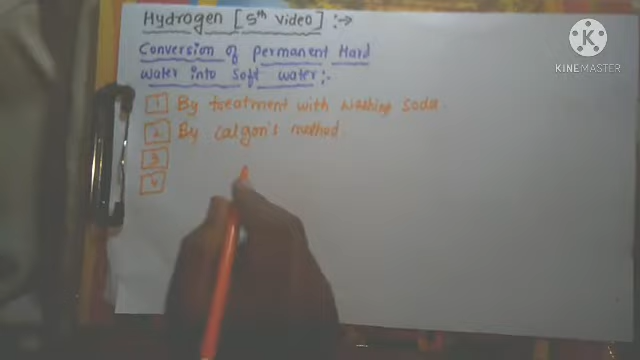 Hydrogen [5th video] :→
Conversion of permanent Hard
water into soft water:-
1 By treatment with washing soda.
2 By calgon's method.
3
4
K
KINEMASTER